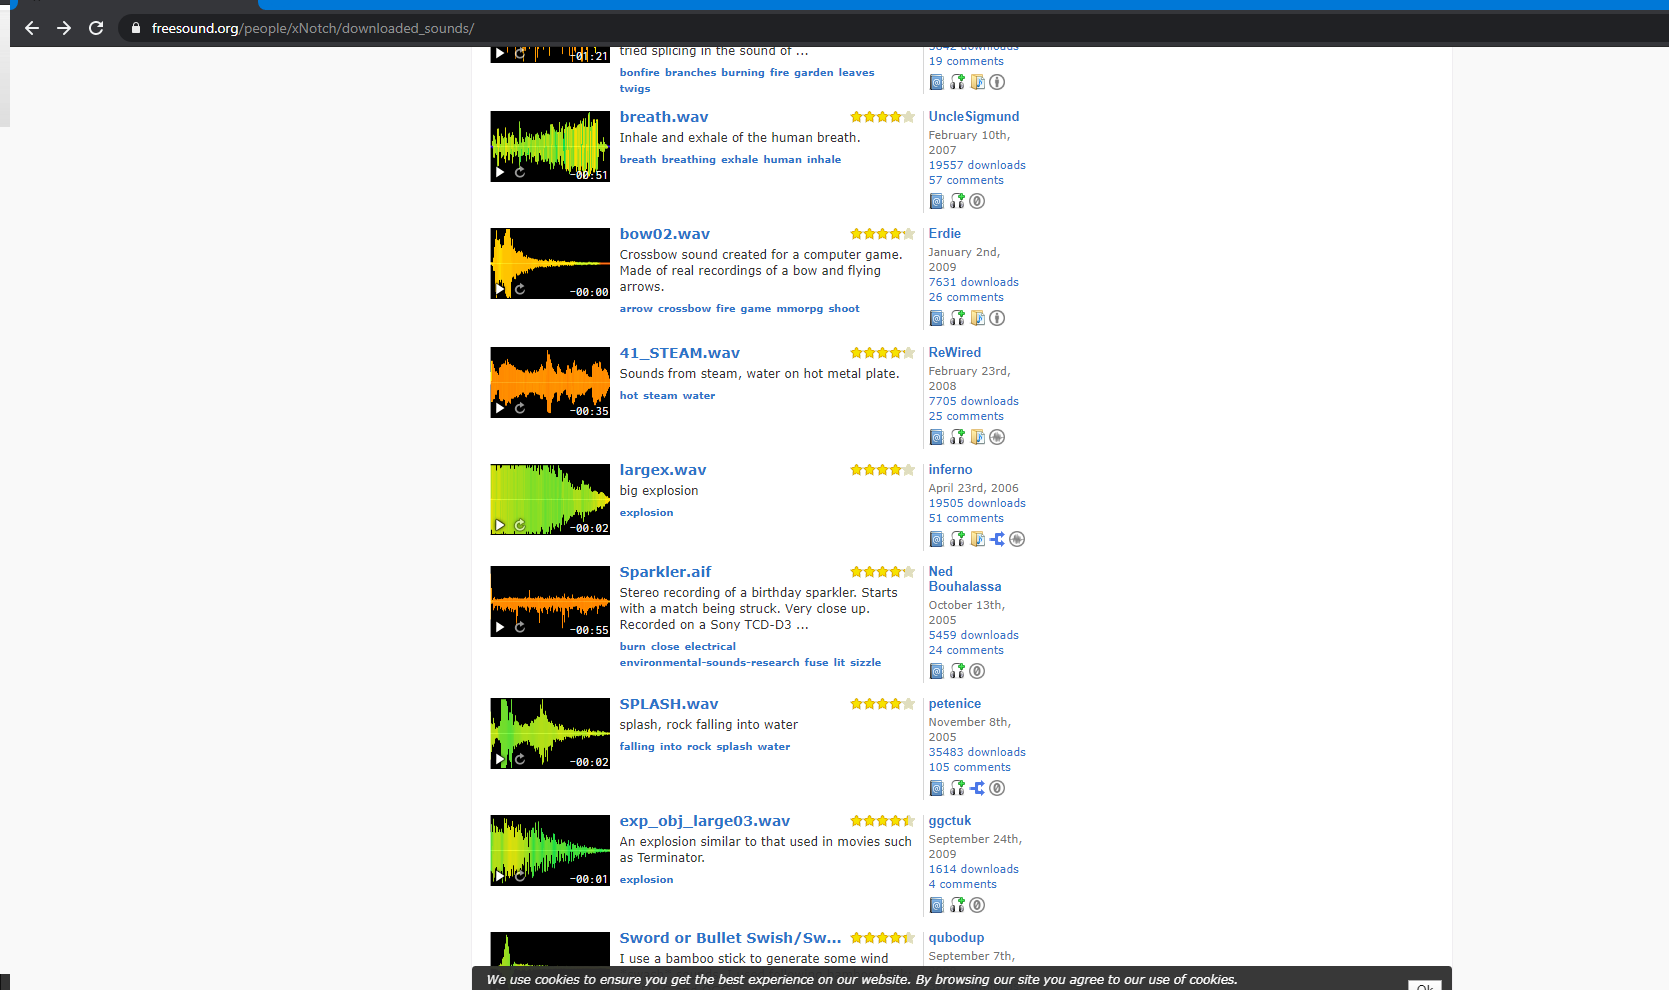 freesound.org/people/xNotch/downloaded_sounds/
-01:21
tried splicing in the sound of ...
bonfire branches burning fire garden leaves
twigs
downloads
19 comments
breath.wav
Inhale and exhale of the human breath.
breath breathing exhale human inhale
-00:51
UncleSigmund
February 10th,
2007
19557 downloads
57 comments
bow02.wav
Crossbow sound created for a computer game.
Made of real recordings of a bow and flying
arrows.
arrow crossbow fire game mmorpg shoot
-00:00
Erdie
January 2nd,
2009
7631 downloads
26 comments
41_STEAM.wav
Sounds from steam, water on hot metal plate.
hot steam water
-00:35
ReWired
February 23rd,
2008
7705 downloads
25 comments
largex.wav
big explosion
explosion
-00:02
inferno
April 23rd, 2006
19505 downloads
51 comments
Sparkler.aif
Stereo recording of a birthday sparkler. Starts
with a match being struck. Very close up.
Recorded on a Sony TCD-D3 ...
burn close electrical
environmental-sounds-research fuse lit sizzle
-00:55
Ned
Bouhalassa
October 13th,
2005
5459 downloads
24 comments
SPLASH.wav
splash, rock falling into water
falling into rock splash water
-00:02
petenice
November 8th,
2005
35483 downloads
105 comments
exp_obj_large03.wav
An explosion similar to that used in movies such
as Terminator.
explosion
-00:01
ggctuk
September 24th,
2009
1614 downloads
4 comments
Sword or Bullet Swish/Sw...
I use a bamboo stick to generate some wind
qubodup
September 7th,
We use cookies to ensure you get the best experience on our website. By browsing our site you agree to our use of cookies.
Ok